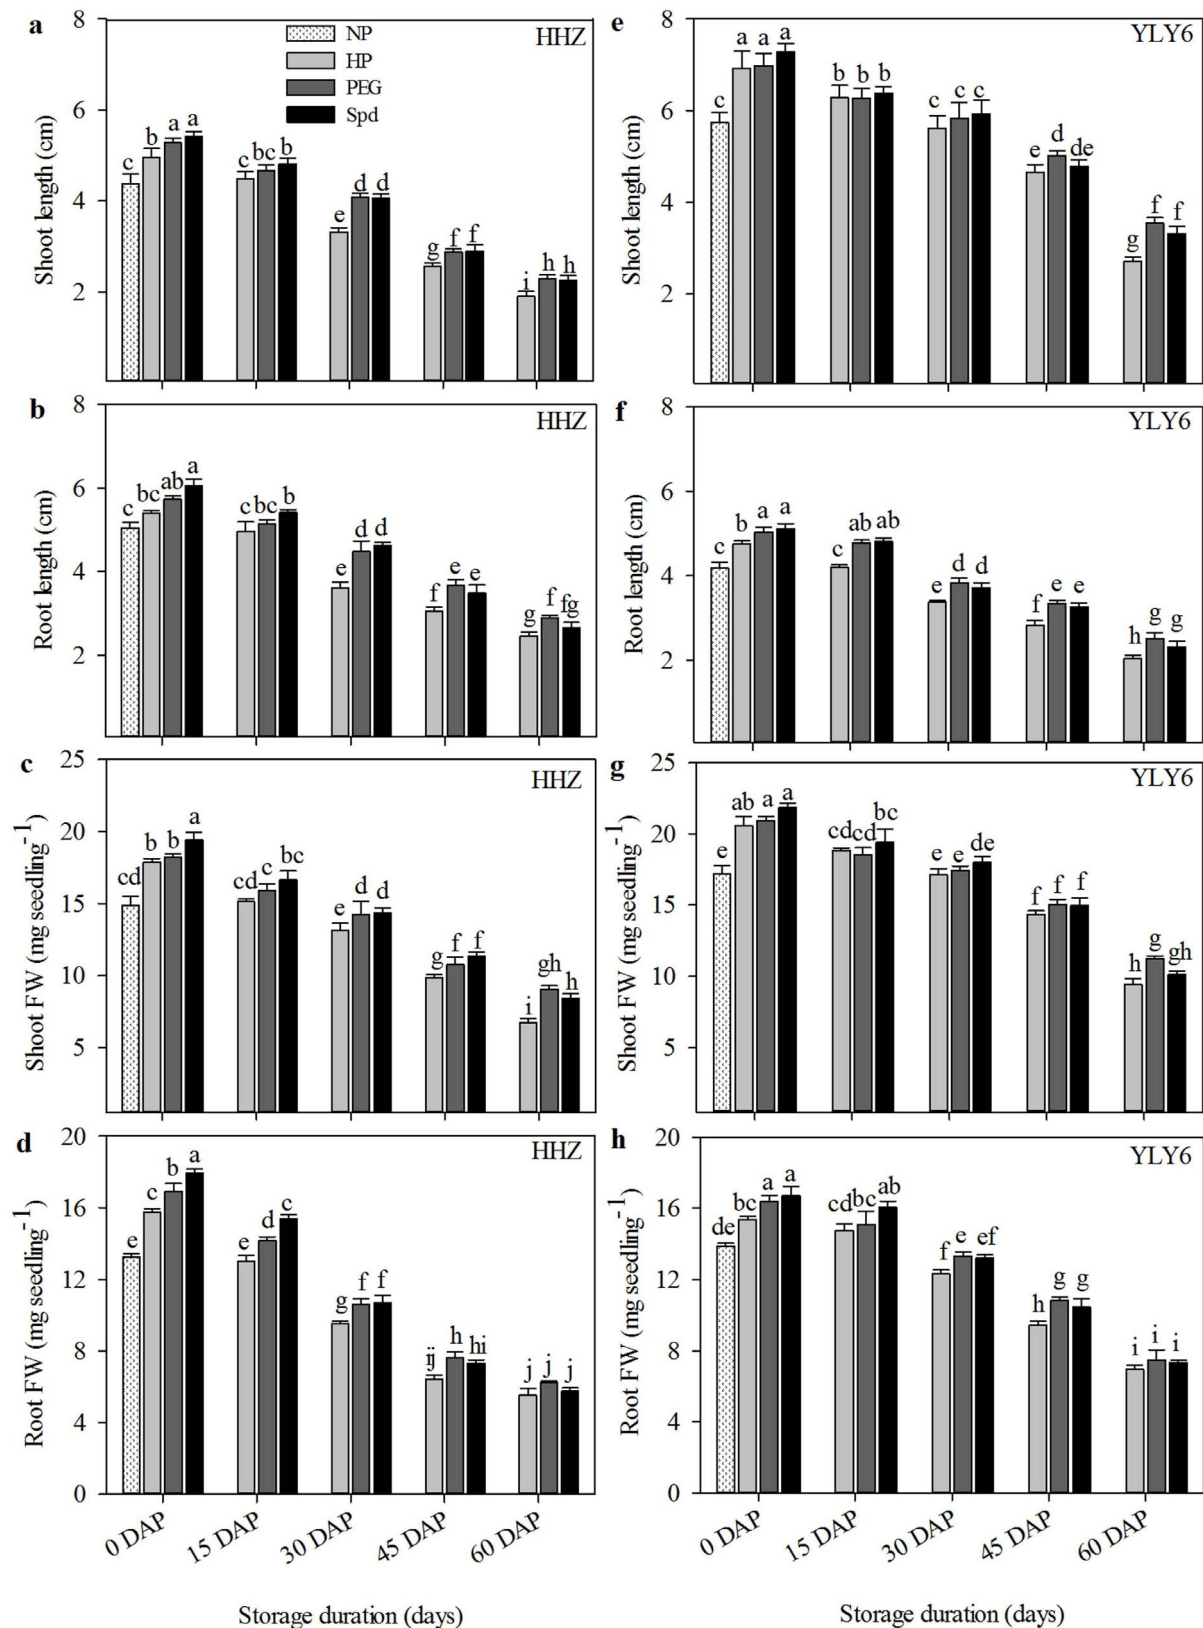 a
HHZ
NP
HP
PEG
Spd
Shoot length (cm)
8
6
4
2
c b a a
c bc b
e d d
g f f
i h h
e
YLY6
Shoot length (cm)
8
6
4
2
0
c a a a
b b b
c c c
e d de
g f f
b
HHZ
Root length (cm)
8
6
4
2
c bc ab a
c bc b
e d d
f e e
g f fg
f
YLY6
Root length (cm)
8
6
4
2
0
c b a a
c ab ab
e d d
f e e
h g g
c
HHZ
Shoot FW (mg seedling-1)
25
20
15
10
5
cd b b a
cd c bc
e d d
g f f
i gh h
g
YLY6
Shoot FW (mg seedling-1)
25
20
15
10
5
e ab a a
cd cd bc
e e de
f f f
h g gh
d
HHZ
Root FW (mg seedling-1)
20
16
12
8
4
0
e c b a
e d c
g f f
ij h hi
j j j
h
YLY6
Root FW (mg seedling-1)
20
16
12
8
4
0
de bc a a
cd bc ab
f e ef
h g g
i i i
0 DAP 15 DAP 30 DAP 45 DAP 60 DAP
Storage duration (days)
0 DAP 15 DAP 30 DAP 45 DAP 60 DAP
Storage duration (days)